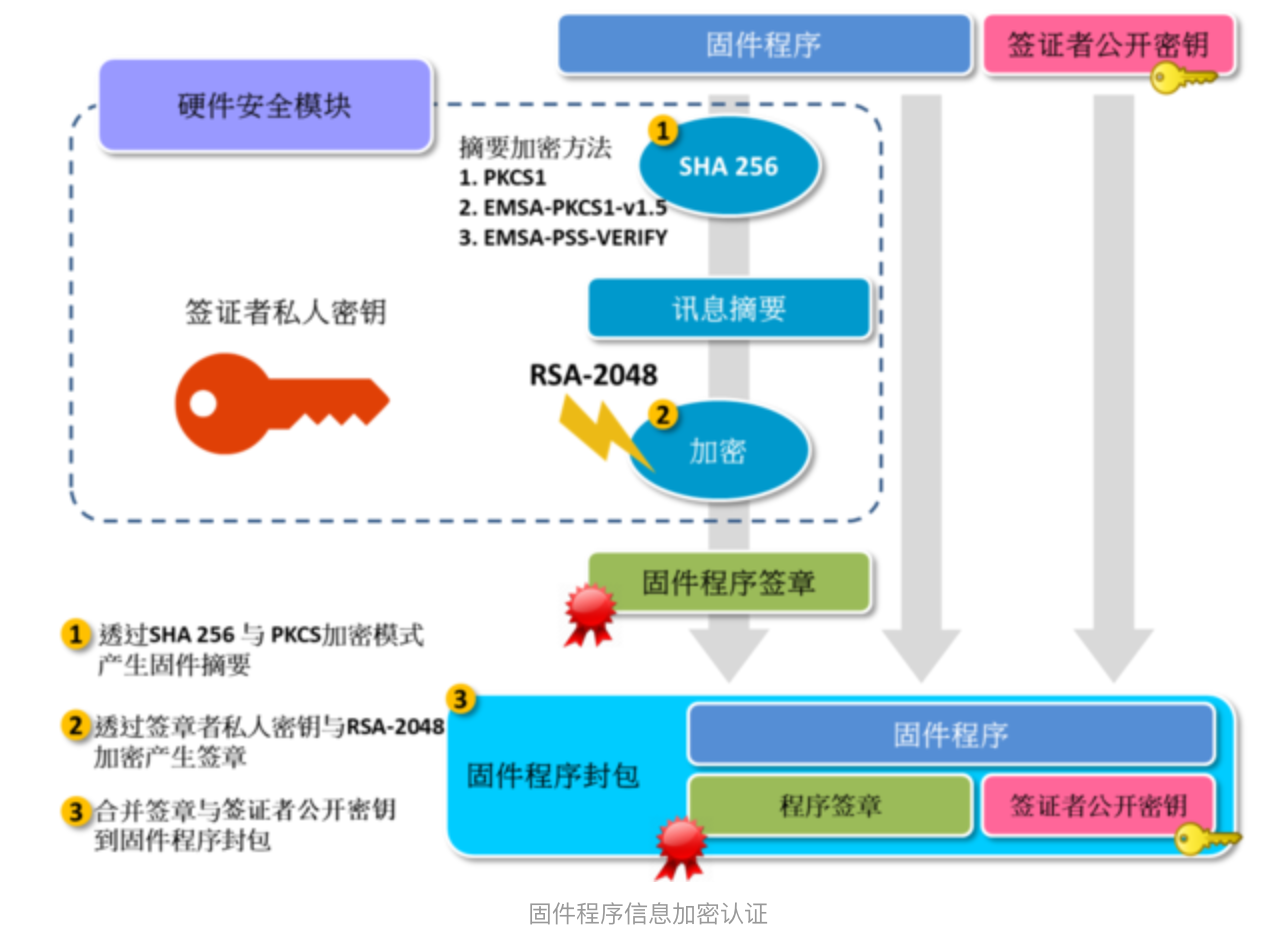 固件程序
签证者公开密钥
硬件安全模块
1
SHA 256
摘要加密方法
1. PKCS1
2. EMSA-PKCS1-v1.5
3. EMSA-PSS-VERIFY
签证者私人密钥
讯息摘要
RSA-2048
2
加密
固件程序签章
1 透过SHA 256 与 PKCS加密模式
产生固件摘要
2 透过签章者私人密钥与RSA-2048
加密产生签章
3 合并签章与签证者公开密钥
到固件程序封包
3
固件程序封包
固件程序
程序签章
签证者公开密钥
固件程序信息加密认证